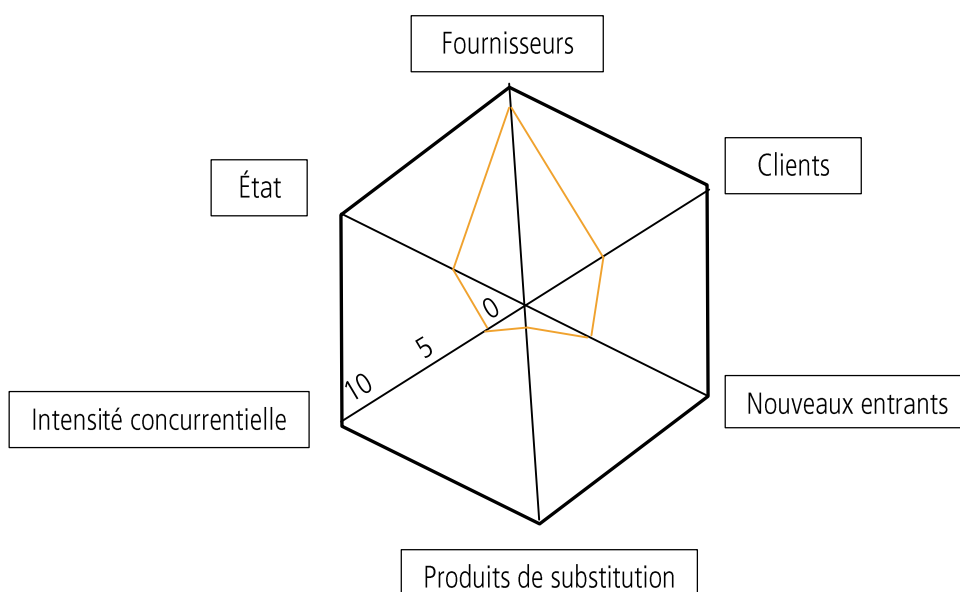 Fournisseurs
Clients
État
0
5
10
Intensité concurrentielle
Nouveaux entrants
Produits de substitution